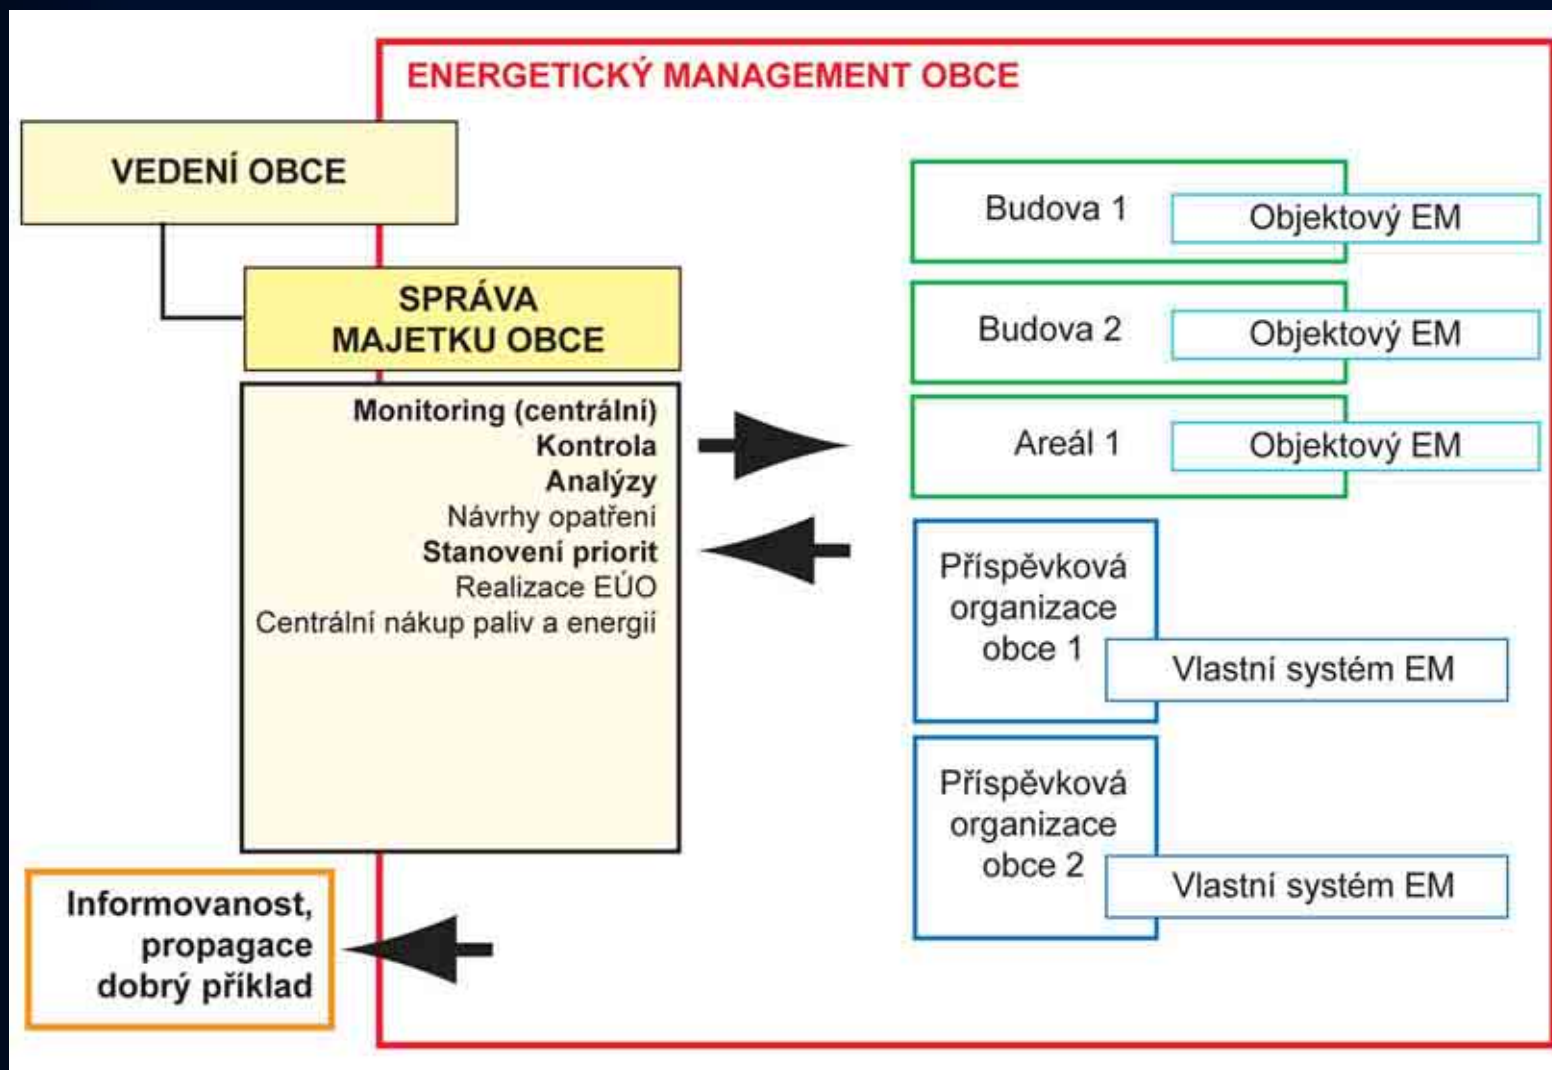 ENERGETICKÝ MANAGEMENT OBCE
VEDENÍ OBCE
SPRÁVA
MAJETKU OBCE
Monitoring (centrální)
Kontrola
Analýzy
Návrhy opatření
Stanovení priorit
Realizace EÚO
Centrální nákup paliv a energií
Informovanost,
propagace
dobrý příklad
Budova 1
Objektový EM
Budova 2
Objektový EM
Areál 1
Objektový EM
Příspěvková
organizace
obce 1
Vlastní systém EM
Příspěvková
organizace
obce 2
Vlastní systém EM